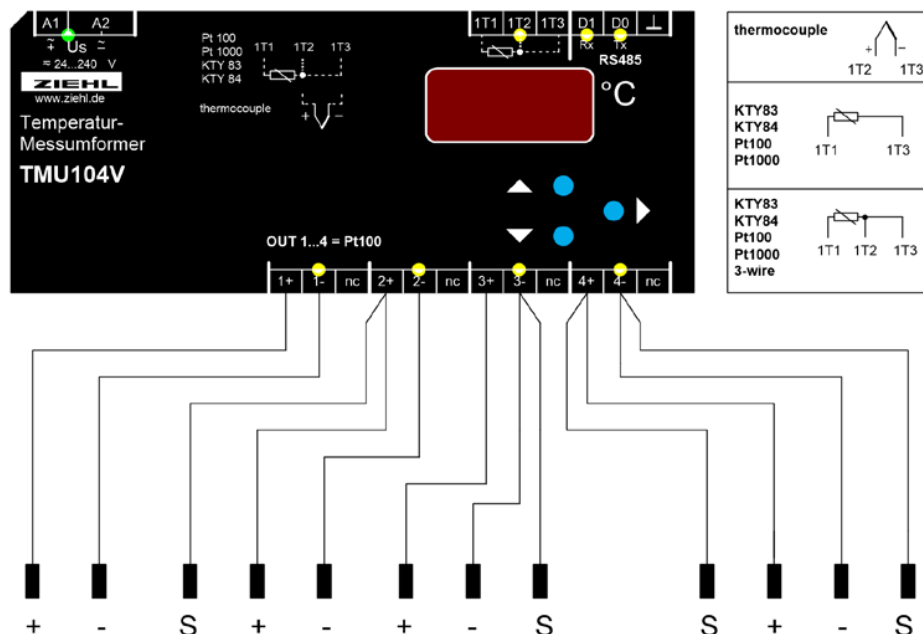 A1 A2
~ + Us ~ -
≈ 24...240 V
ZIEHL
www.ziehl.de
Temperatur-
Messumformer
TMU104V
Pt 100
Pt 1000
KTY 83
KTY 84
1T1 1T2 1T3
thermocouple
+ -
1T1 1T2 1T3 D1 D0
Rx Tx
RS485
°C
OUT 1...4 = Pt100
1+ 1- nc 2+ 2- nc 3+ 3- nc 4+ 4- nc
+ - S + - + - S S + - S
thermocouple
+ -
1T2 1T3
KTY83
KTY84
Pt100
Pt1000
1T1 1T3
KTY83
KTY84
Pt100
Pt1000
3-wire
1T1 1T2 1T3